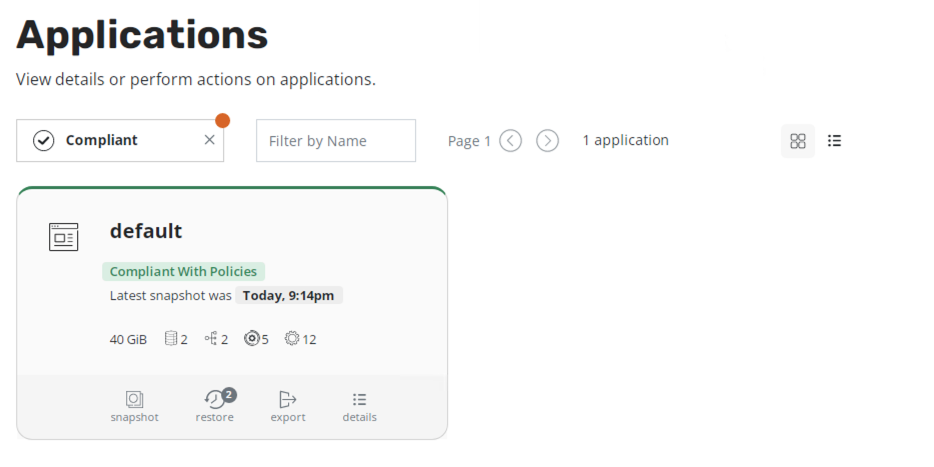 Applications
View details or perform actions on applications.
Compliant
Filter by Name
Page 1
1 application
default
Compliant With Policies
Latest snapshot was Today, 9:14pm
40 GiB 2 2 5 12
2
snapshot restore export details